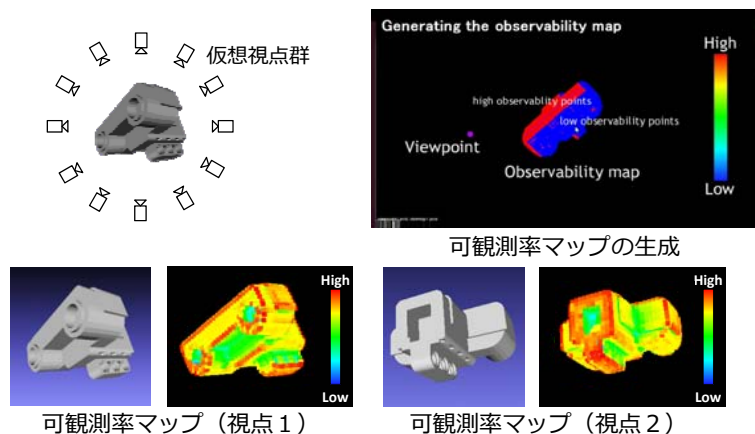 仮想視点群
Generating the observability map
High
high observablity points
low observability points
Viewpoint
Observability map
Low
可観測率マップの生成
High
Low
High
Low
可観測率マップ（視点１）
可観測率マップ（視点２）